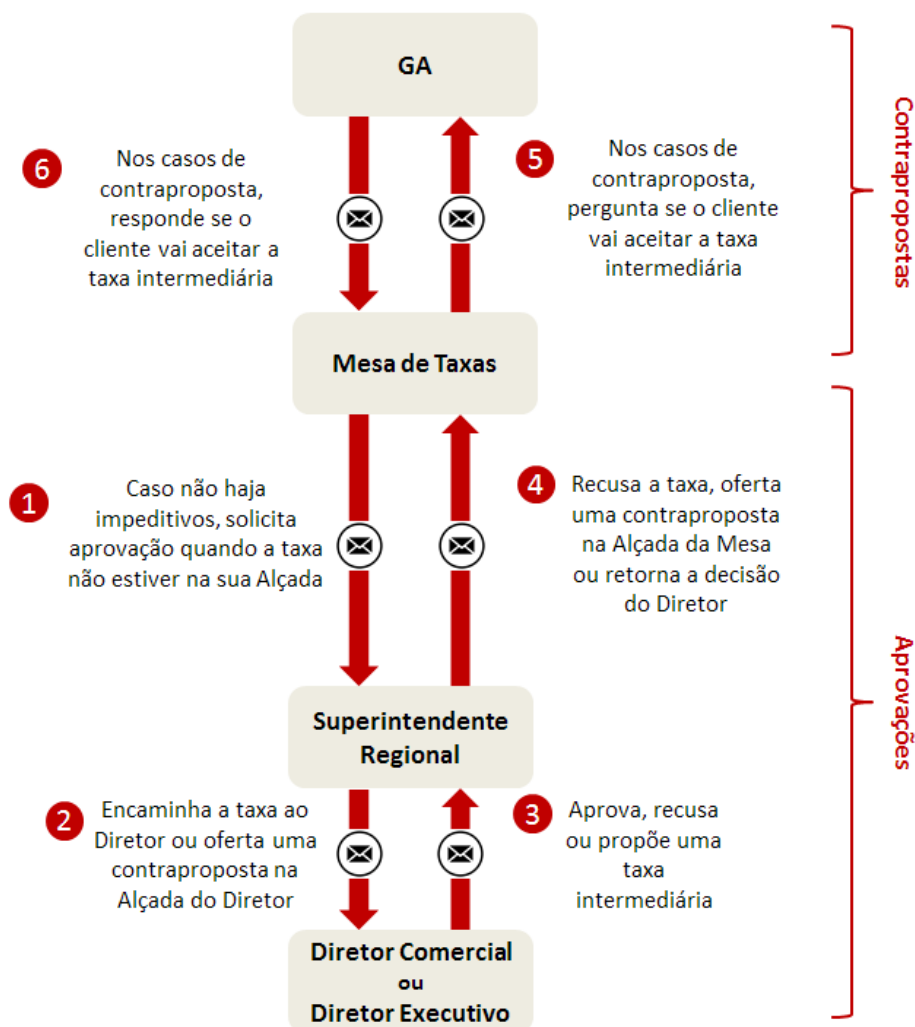 GA
6
Nos casos de
contraproposta,
responde se o
cliente vai aceitar a
taxa intermediária
5
Nos casos de
contraproposta,
pergunta se o cliente
vai aceitar a taxa
intermediária
Contrapropostas
Mesa de Taxas
1
Caso não haja
impeditivos, solicita
aprovação quando a taxa
não estiver na sua Alçada
4
Recusa a taxa, oferta
uma contraproposta
na Alçada da Mesa
ou retorna a decisão
do Diretor
Aprovações
Superintendente
Regional
2
Encaminha a taxa ao
Diretor ou oferta uma
contraproposta na
Alçada do Diretor
3
Aprova, recusa
ou propõe uma
taxa
intermediária
Diretor Comercial
ou
Diretor Executivo